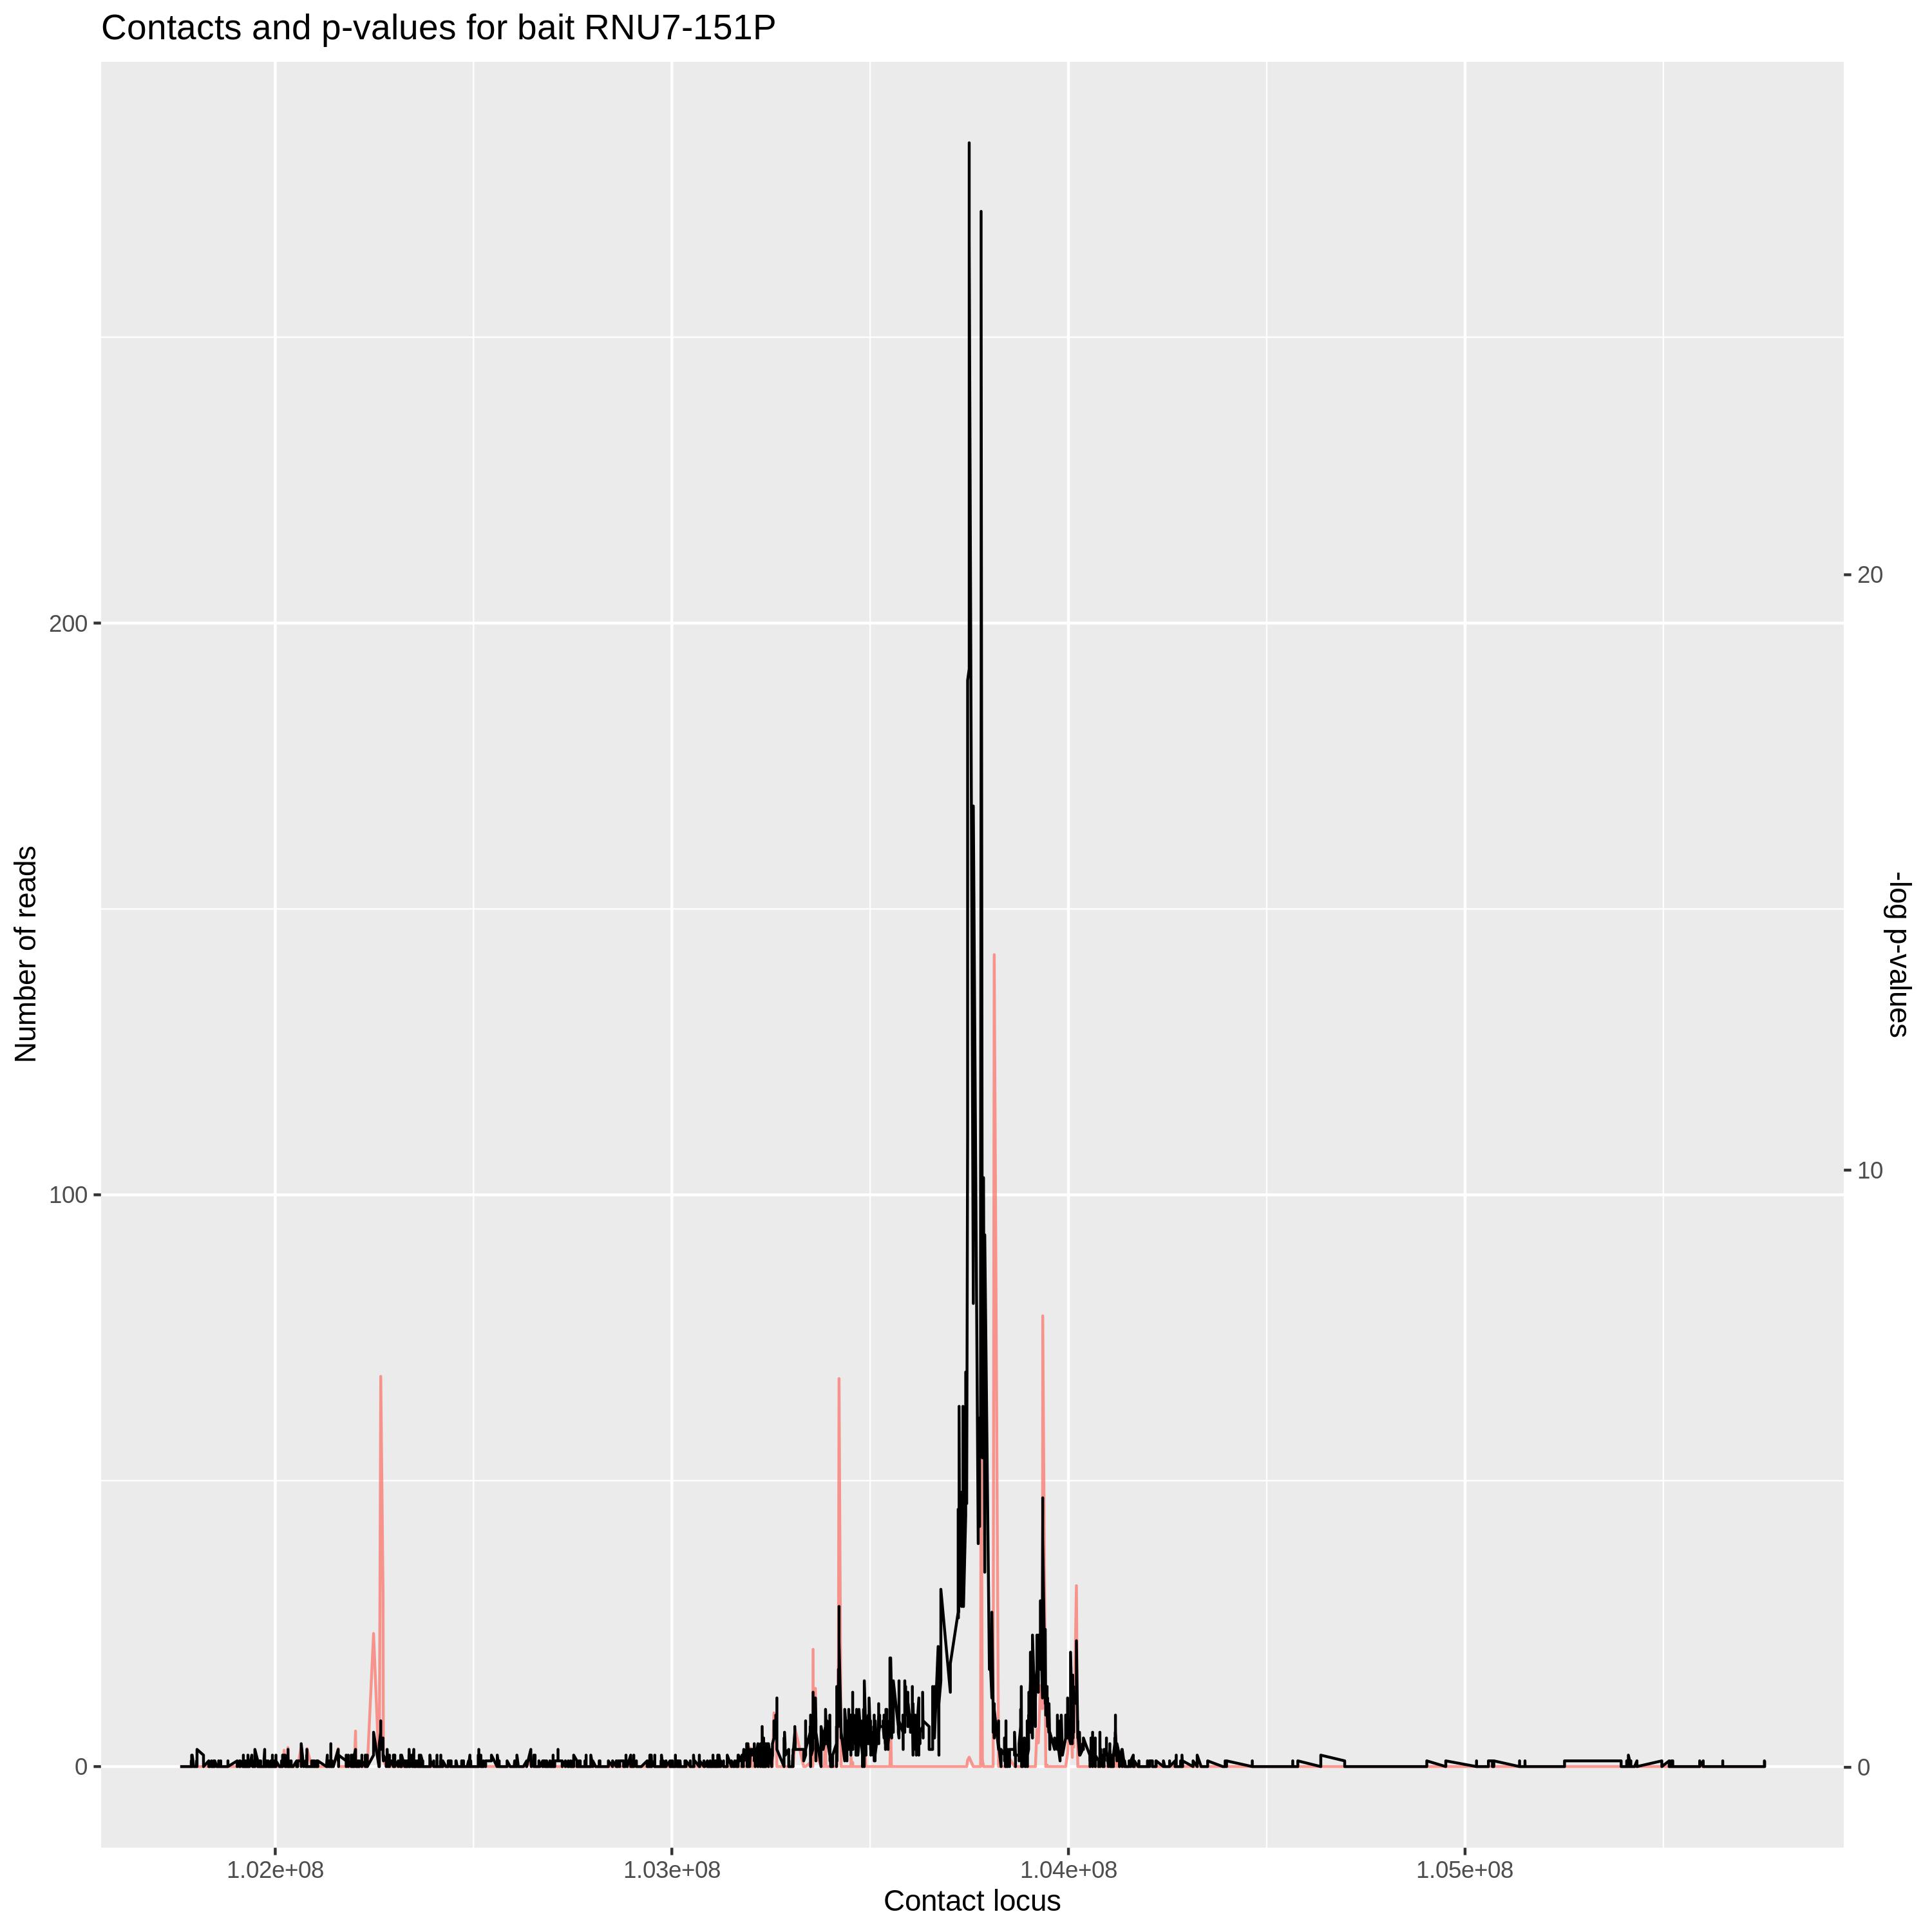 Contacts and p-values for bait RNU7-151P
200
100
0
Number of reads
20
10
0
-log p-values
1.02e+08
1.03e+08
1.04e+08
1.05e+08
Contact locus